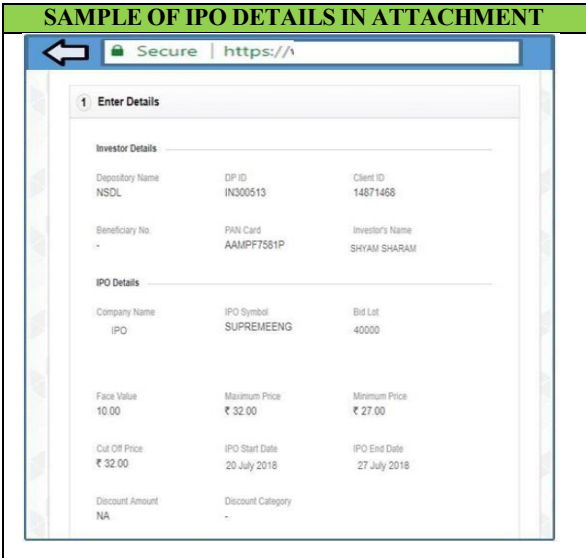 SAMPLE OF IPO DETAILS IN ATTACHMENT
Secure | https://
1 Enter Details
Investor Details
Depository Name DP ID Client ID
NSDL IN300513 14871468
Beneficiary No. PAN Card Investor's Name
- AAMPF7581P SHYAM SHARAM
IPO Details
Company Name IPO Symbol Bid Lot
IPO SUPREMEENG 40000
Face Value Maximum Price Minimum Price
10.00 ₹ 32.00 ₹ 27.00
Cut Off Price IPO Start Date IPO End Date
₹ 32.00 20 July 2018 27 July 2018
Discount Amount Discount Category
NA -